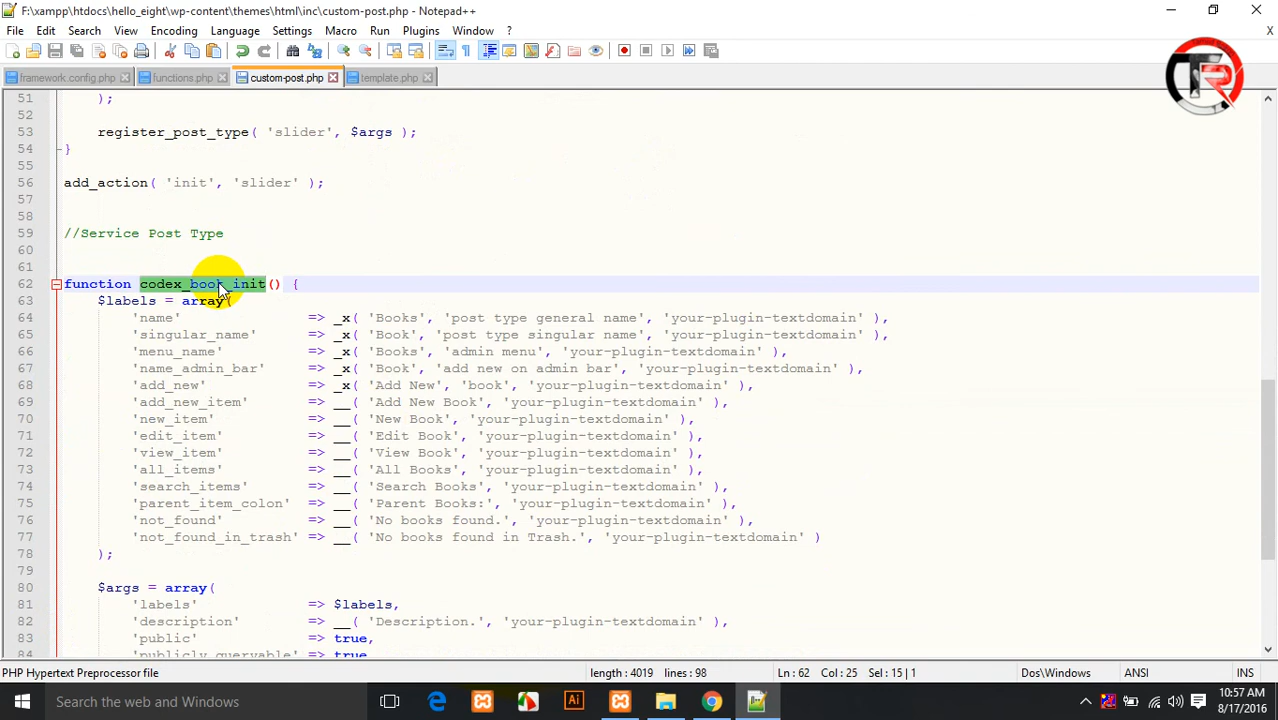 F:\xampp\htdocs\hello_eight\wp-content\themes\html\inc\custom-post.php - Notepad++
File Edit Search View Encoding Language Settings Macro Run Plugins Window ? X
framework.config.php functions.php custom-post.php template.php
TR
51 );
52
53 register_post_type( 'slider', $args );
54 }
55
56 add_action( 'init', 'slider' );
57
58
59 //Service Post Type
60
61
62 function codex_book_init() {
63 $labels = array(
64 'name' => _x( 'Books', 'post type general name', 'your-plugin-textdomain' ),
65 'singular_name' => _x( 'Book', 'post type singular name', 'your-plugin-textdomain' ),
66 'menu_name' => _x( 'Books', 'admin menu', 'your-plugin-textdomain' ),
67 'name_admin_bar' => _x( 'Book', 'add new on admin bar', 'your-plugin-textdomain' ),
68 'add_new' => _x( 'Add New', 'book', 'your-plugin-textdomain' ),
69 'add_new_item' => __( 'Add New Book', 'your-plugin-textdomain' ),
70 'new_item' => __( 'New Book', 'your-plugin-textdomain' ),
71 'edit_item' => __( 'Edit Book', 'your-plugin-textdomain' ),
72 'view_item' => __( 'View Book', 'your-plugin-textdomain' ),
73 'all_items' => __( 'All Books', 'your-plugin-textdomain' ),
74 'search_items' => __( 'Search Books', 'your-plugin-textdomain' ),
75 'parent_item_colon' => __( 'Parent Books:', 'your-plugin-textdomain' ),
76 'not_found' => __( 'No books found.', 'your-plugin-textdomain' ),
77 'not_found_in_trash' => __( 'No books found in Trash.', 'your-plugin-textdomain' )
78 );
79
80 $args = array(
81 'labels' => $labels,
82 'description' => __( 'Description.', 'your-plugin-textdomain' ),
83 'public' => true,
84 'publicly_queryable' => true,
PHP Hypertext Preprocessor file length : 4019 lines : 98 Ln : 62 Col : 25 Sel : 15 | 1 Dos\Windows ANSI INS
Search the web and Windows Ai 10:57 AM
8/17/2016